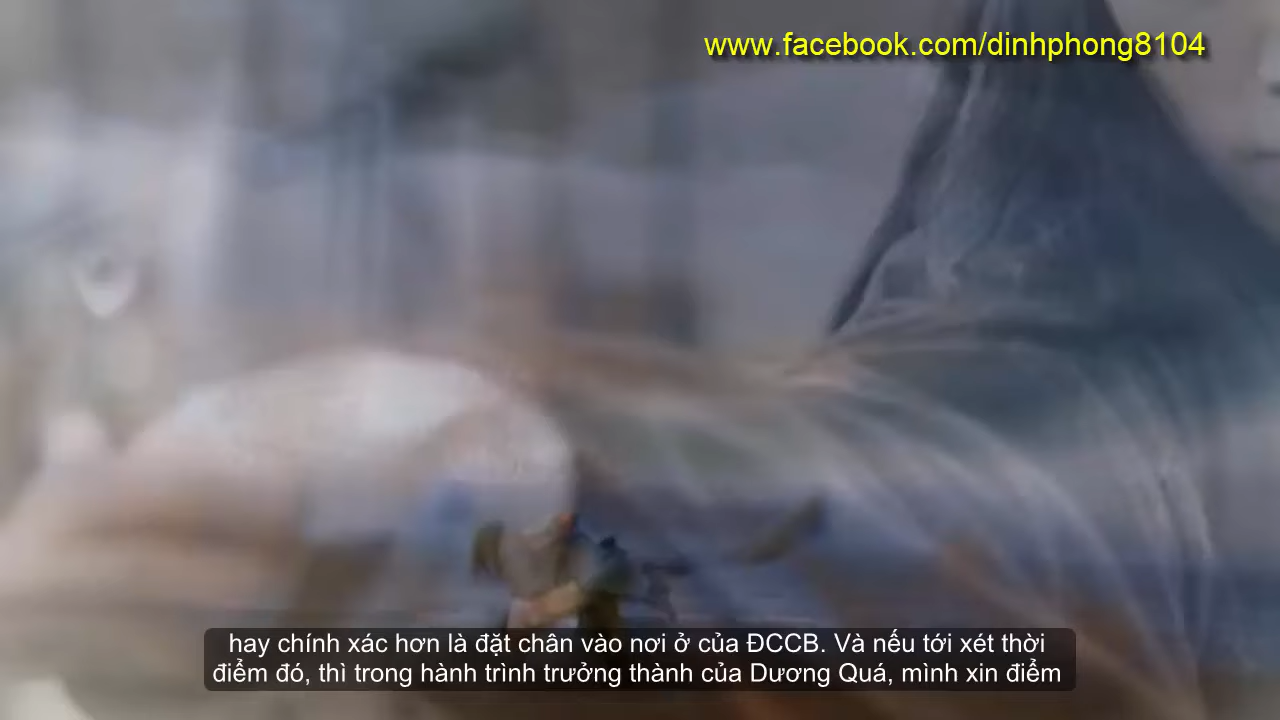 www.facebook.com/dinhphong8104
hay chính xác hơn là đặt chân vào nơi ở của ĐCCB. Và nếu tới xét thời
điểm đó, thì trong hành trình trưởng thành của Dương Quá, mình xin điểm